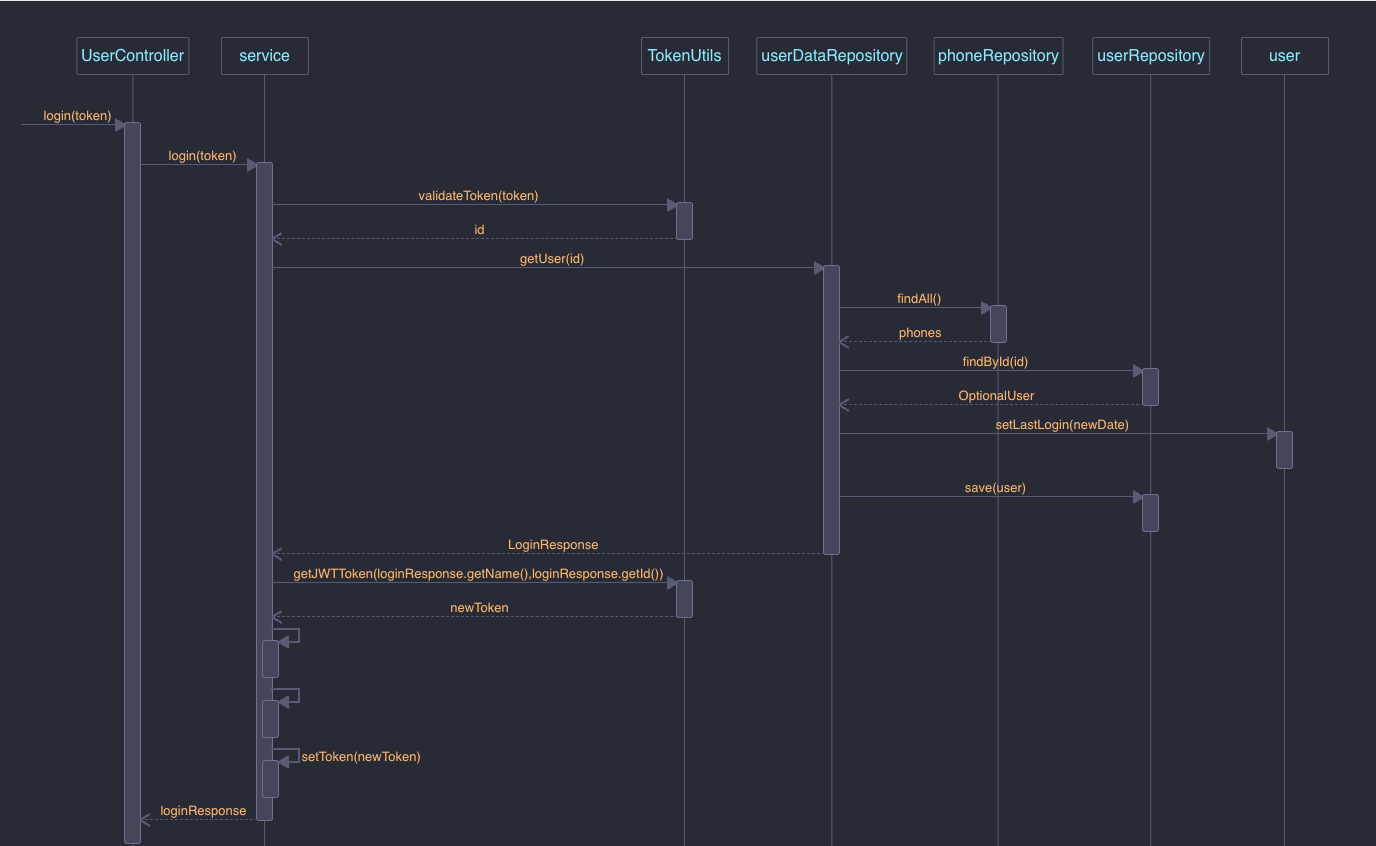 UserController
service
TokenUtils
userDataRepository
phoneRepository
userRepository
user
login(token)
login(token)
validateToken(token)
id
getUser(id)
findAll()
phones
findById(id)
OptionalUser
setLastLogin(newDate)
save(user)
LoginResponse
getJWTToken(loginResponse.getName(),loginResponse.getId())
newToken
setToken(newToken)
loginResponse